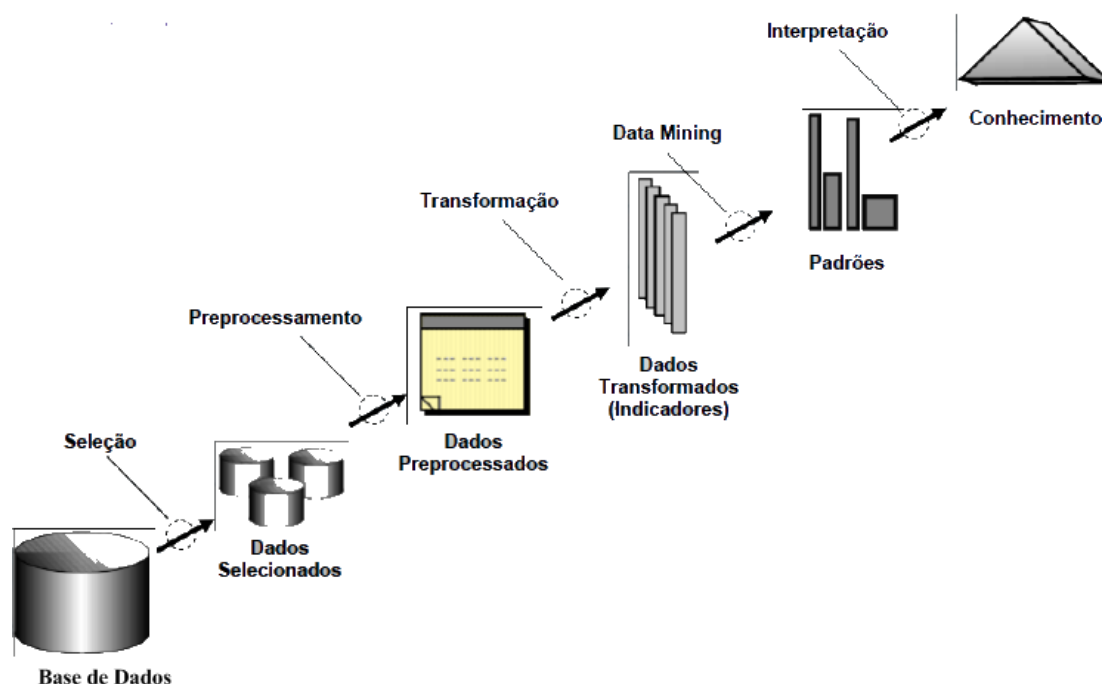 Interpretação
Conhecimento
Data Mining
Padrões
Transformação
Dados
Transformados
(Indicadores)
Preprocessamento
Dados
Preprocessados
Seleção
Dados
Selecionados
Base de Dados